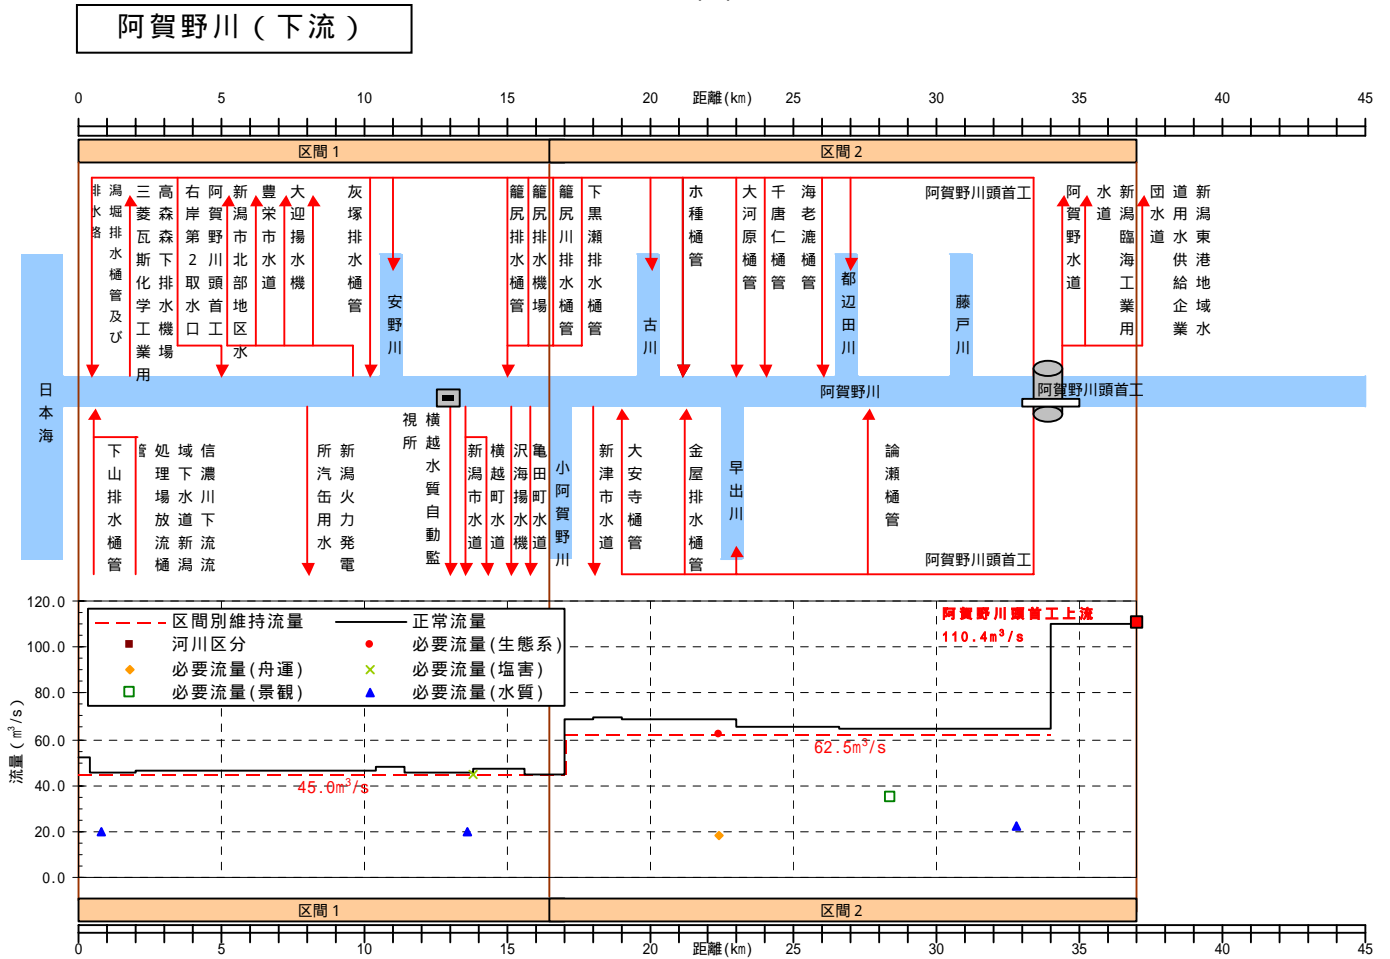 阿賀野川(下流)
0 5 10 15 20 距離(km) 25 30 35 40 45
区間1 区間2
潟堀排水樋管及び
排水路
三菱瓦斯化学工業用
高森森下排水機場
右岸第2取水口
阿賀野川頭首工
新潟市北部地区水
豊栄市水道
大迎揚水機
灰塚排水樋管
安野川
籠尻排水樋管
籠尻排水機場
籠尻川排水樋管
下黒瀬排水樋管
古川
木種樋管
大河原樋管
千唐仁樋管
海老漉樋管
都辺田川
阿賀野川頭首工
藤戸川
阿賀野水道
新潟臨海工業用
水道
新潟東港地域水
道用水供給企業
団水道
日本海
阿賀野川
阿賀野川頭首工
下山排水樋管
信濃川下流流
域下水道新潟
処理場放流樋
管
新潟火力発電
所汽缶用水
横越水質自動監
視所
新潟市水道
横越町水道
沢海揚水機
亀田町水道
小阿賀野川
新津市水道
大安寺樋管
金屋排水樋管
早出川
論瀬樋管
阿賀野川頭首工
流量(m³/s)
120.0
100.0
80.0
60.0
40.0
20.0
0.0
区間別維持流量 正常流量
河川区分 必要流量(生態系)
必要流量(舟運) 必要流量(塩害)
必要流量(景観) 必要流量(水質)
阿賀野川頭首工上流
110.4m³/s
62.5m³/s
45.0m³/s
区間1 区間2
0 5 10 15 20 距離(km) 25 30 35 40 45